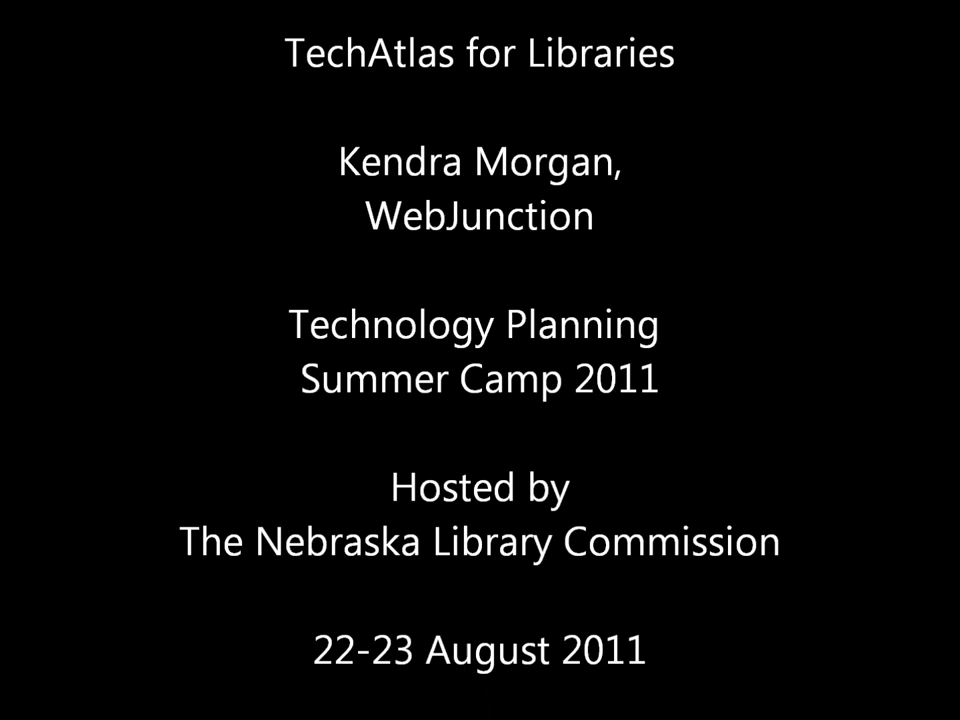 TechAtlas for Libraries
Kendra Morgan,
WebJunction
Technology Planning
Summer Camp 2011
Hosted by
The Nebraska Library Commission
22-23 August 2011